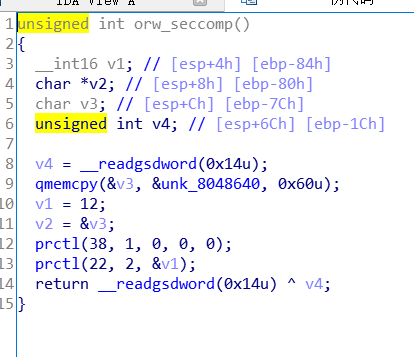 IDA View A
unsigned int orw_seccomp()
{
__int16 v1; // [esp+4h] [ebp-84h]
char *v2; // [esp+8h] [ebp-80h]
char v3; // [esp+Ch] [ebp-7Ch]
unsigned int v4; // [esp+6Ch] [ebp-1Ch]
v4 = __readgsdword(0x14u);
qmemcpy(&v3, &unk_8048640, 0x60u);
v1 = 12;
v2 = &v3;
prctl(38, 1, 0, 0, 0);
prctl(22, 2, &v1);
return __readgsdword(0x14u) ^ v4;
}
1
2
3
4
5
6
7
8
9
10
11
12
13
14
15